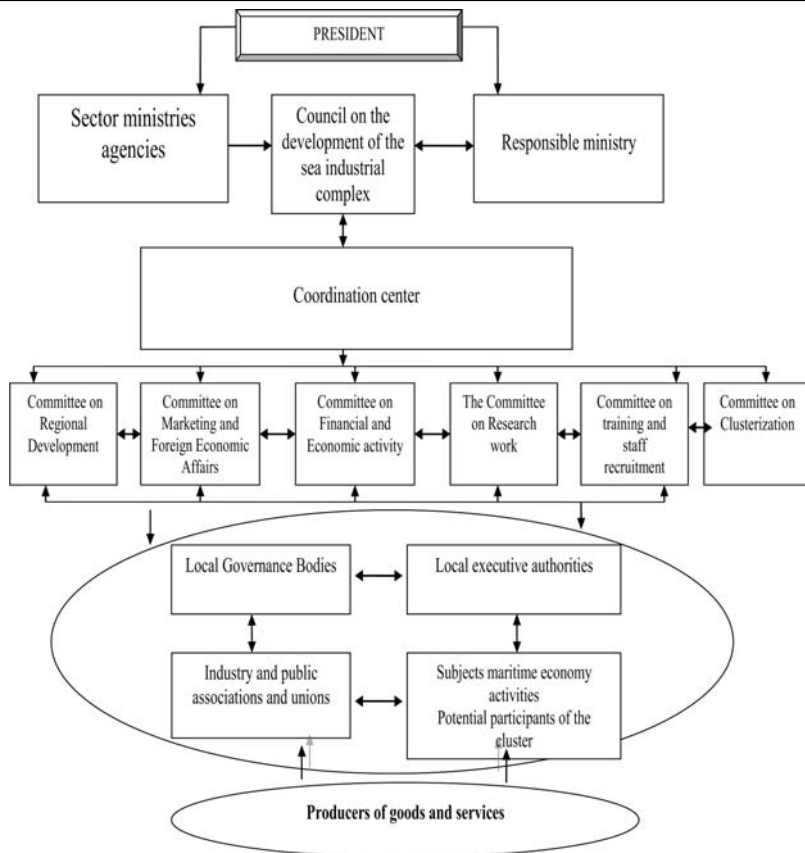 PRESIDENT
Sector ministries
agencies
Council on the
development of the
sea industrial
complex
Responsible ministry
Coordination center
Committee on
Regional
Development
Committee on
Marketing and
Foreign Economic
Affairs
Committee on
Financial and
Economic activity
The Committee
on Research
work
Committee on
training and
staff
recruitment
Committee on
Clusterization
Local Governance Bodies
Local executive authorities
Industry and public
associations and unions
Subjects maritime economy
activities
Potential participants of the
cluster
Producers of goods and services